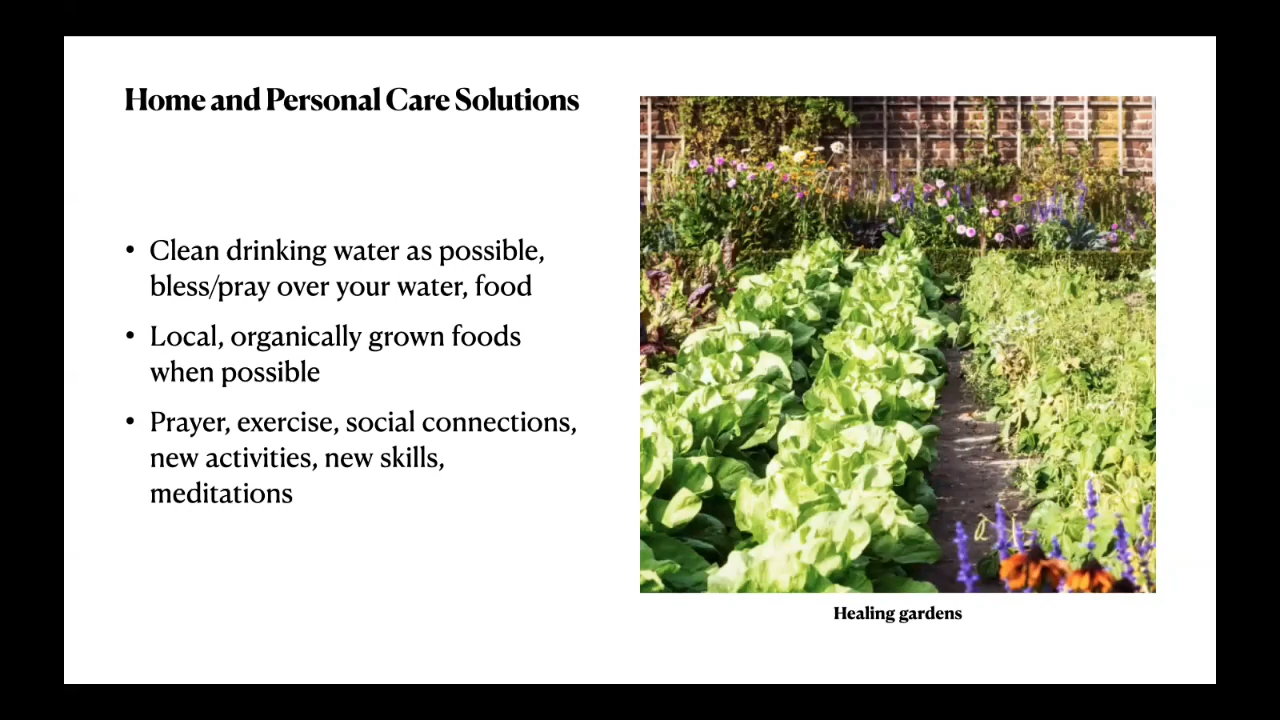 Home and Personal Care Solutions
• Clean drinking water as possible,
bless/pray over your water, food
• Local, organically grown foods
when possible
• Prayer, exercise, social connections,
new activities, new skills,
meditations
Healing gardens